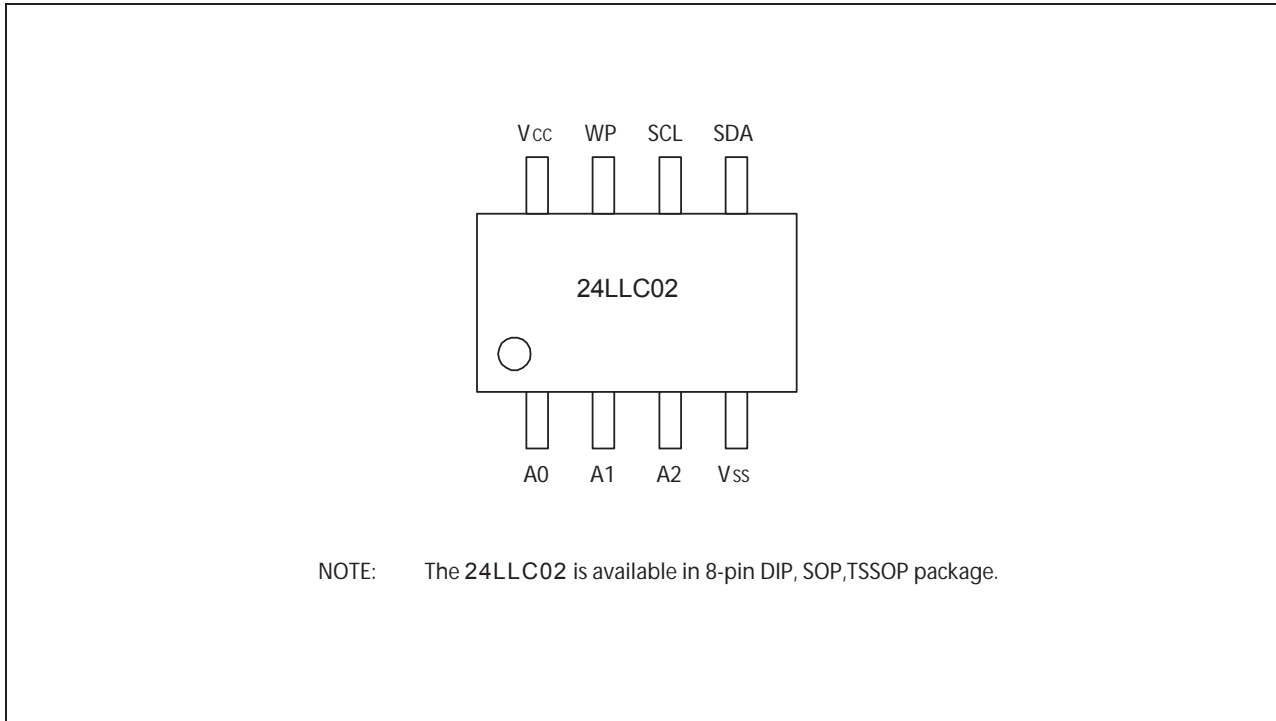 Vcc WP SCL SDA
24LLC02
A0 A1 A2 Vss
NOTE: The 24LLC02 is available in 8-pin DIP, SOP,TSSOP package.